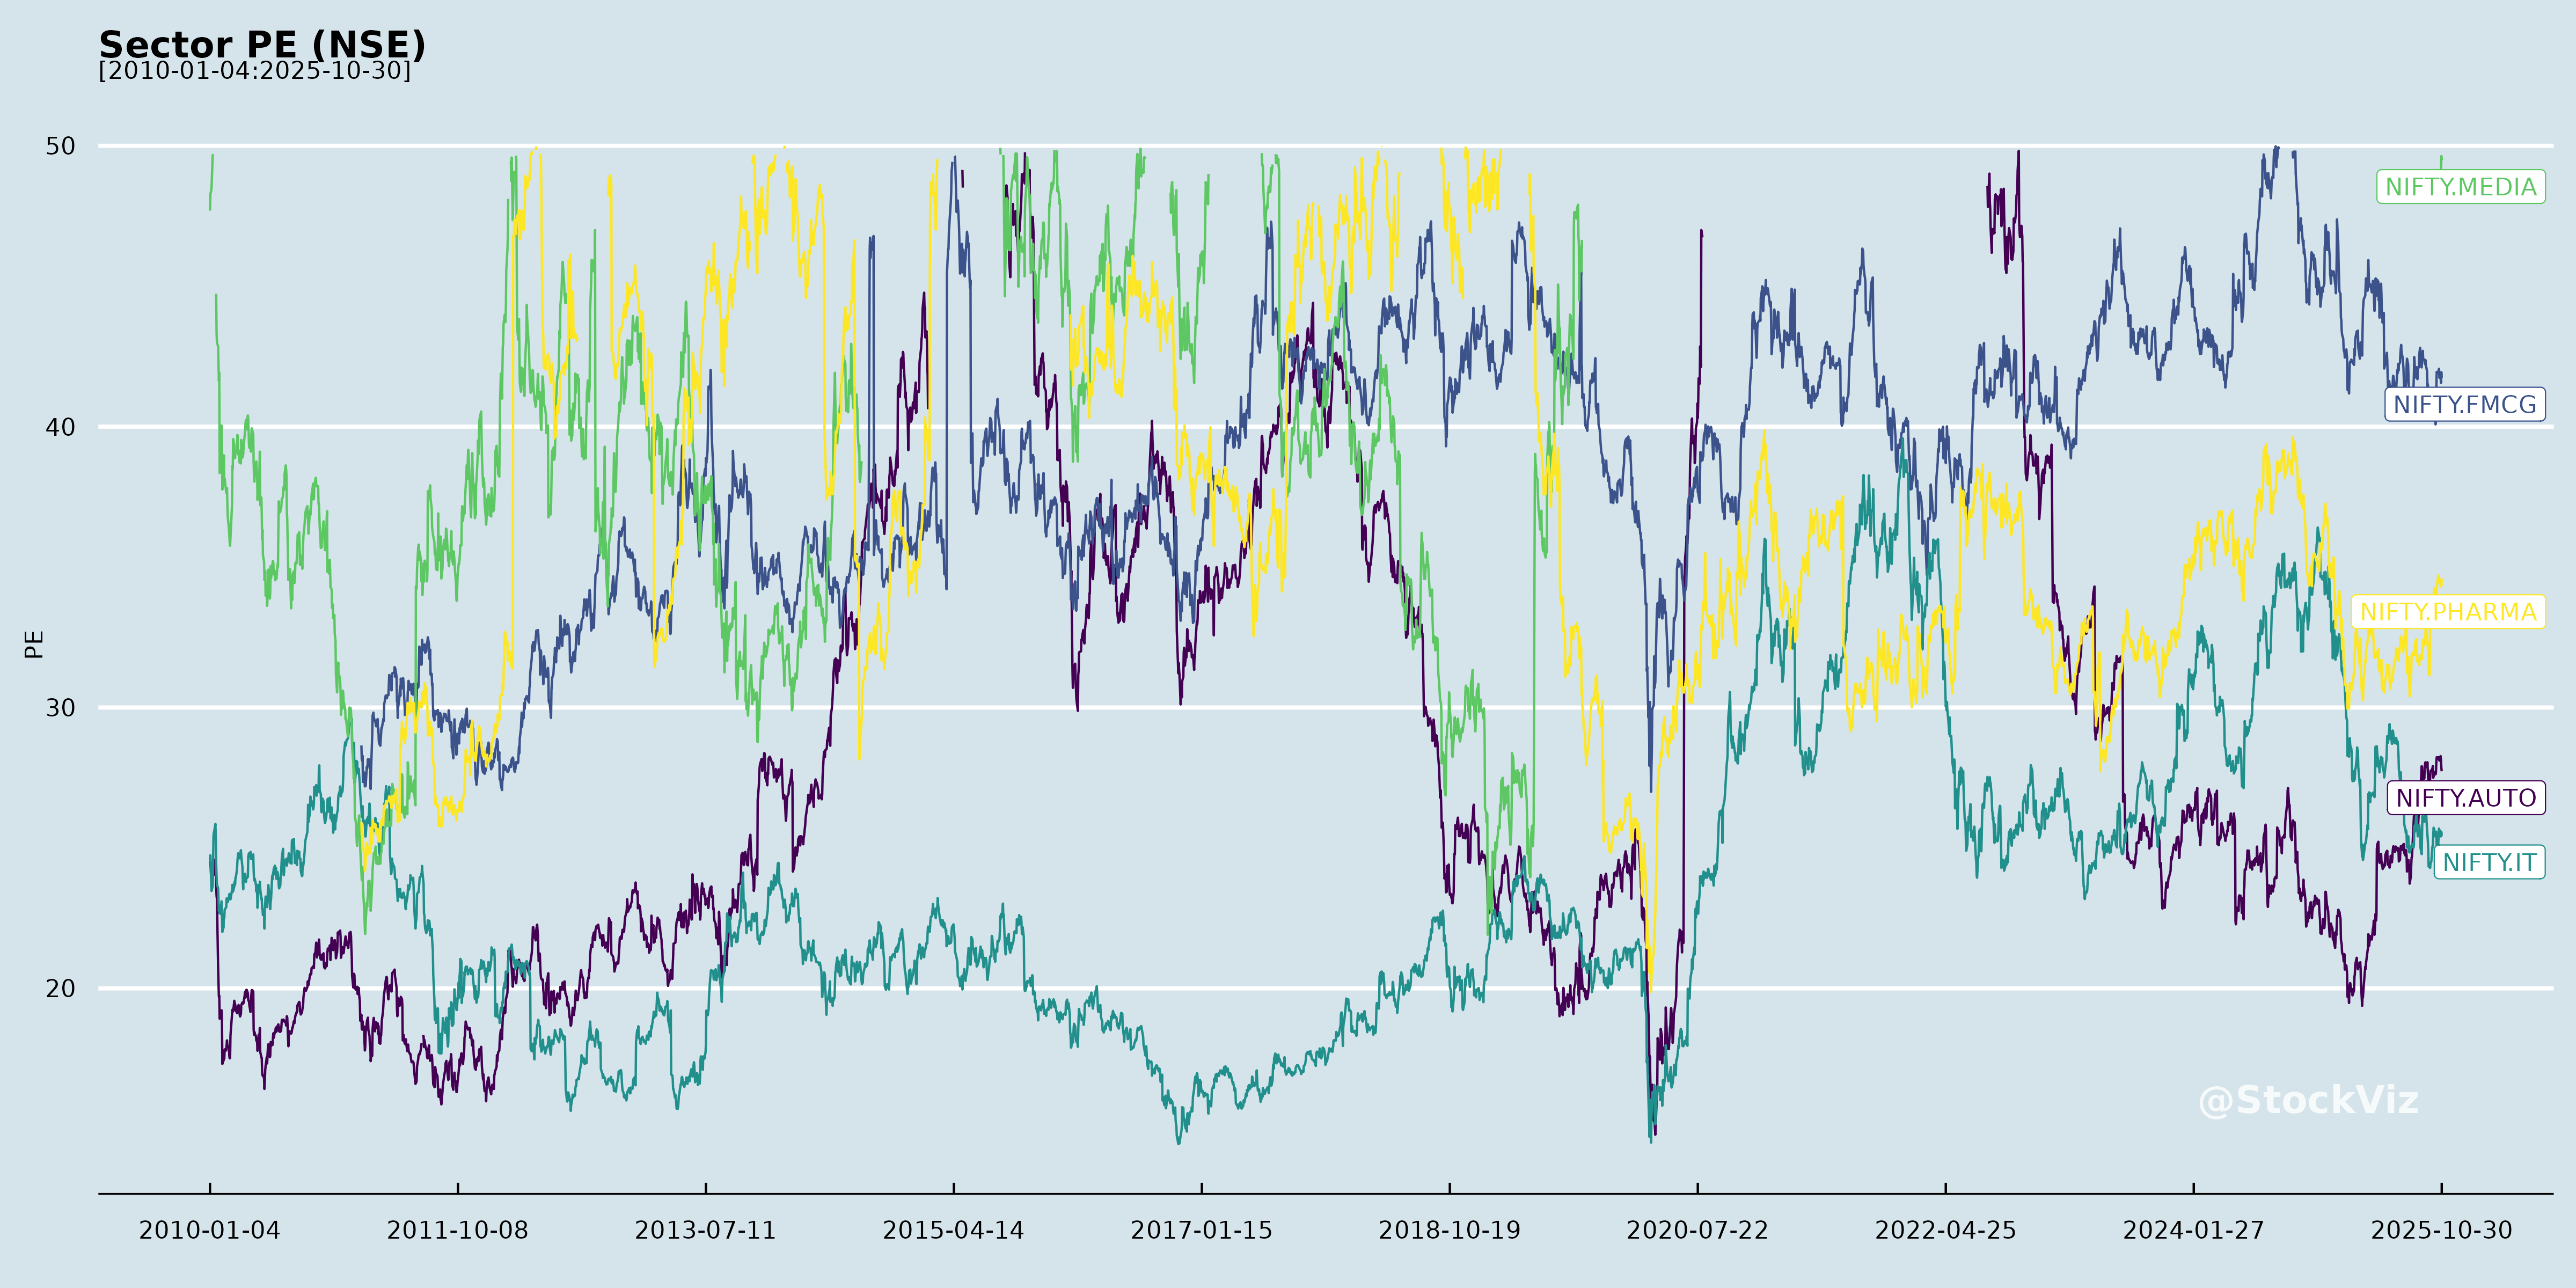 Sector PE (NSE)
[2010-01-04:2025-10-30]
50
40
30
20
PE
NIFTY.MEDIA
NIFTY.FMCG
NIFTY.PHARMA
NIFTY.AUTO
NIFTY.IT
@StockViz
2010-01-04 2011-10-08 2013-07-11 2015-04-14 2017-01-15 2018-10-19 2020-07-22 2022-04-25 2024-01-27 2025-10-30